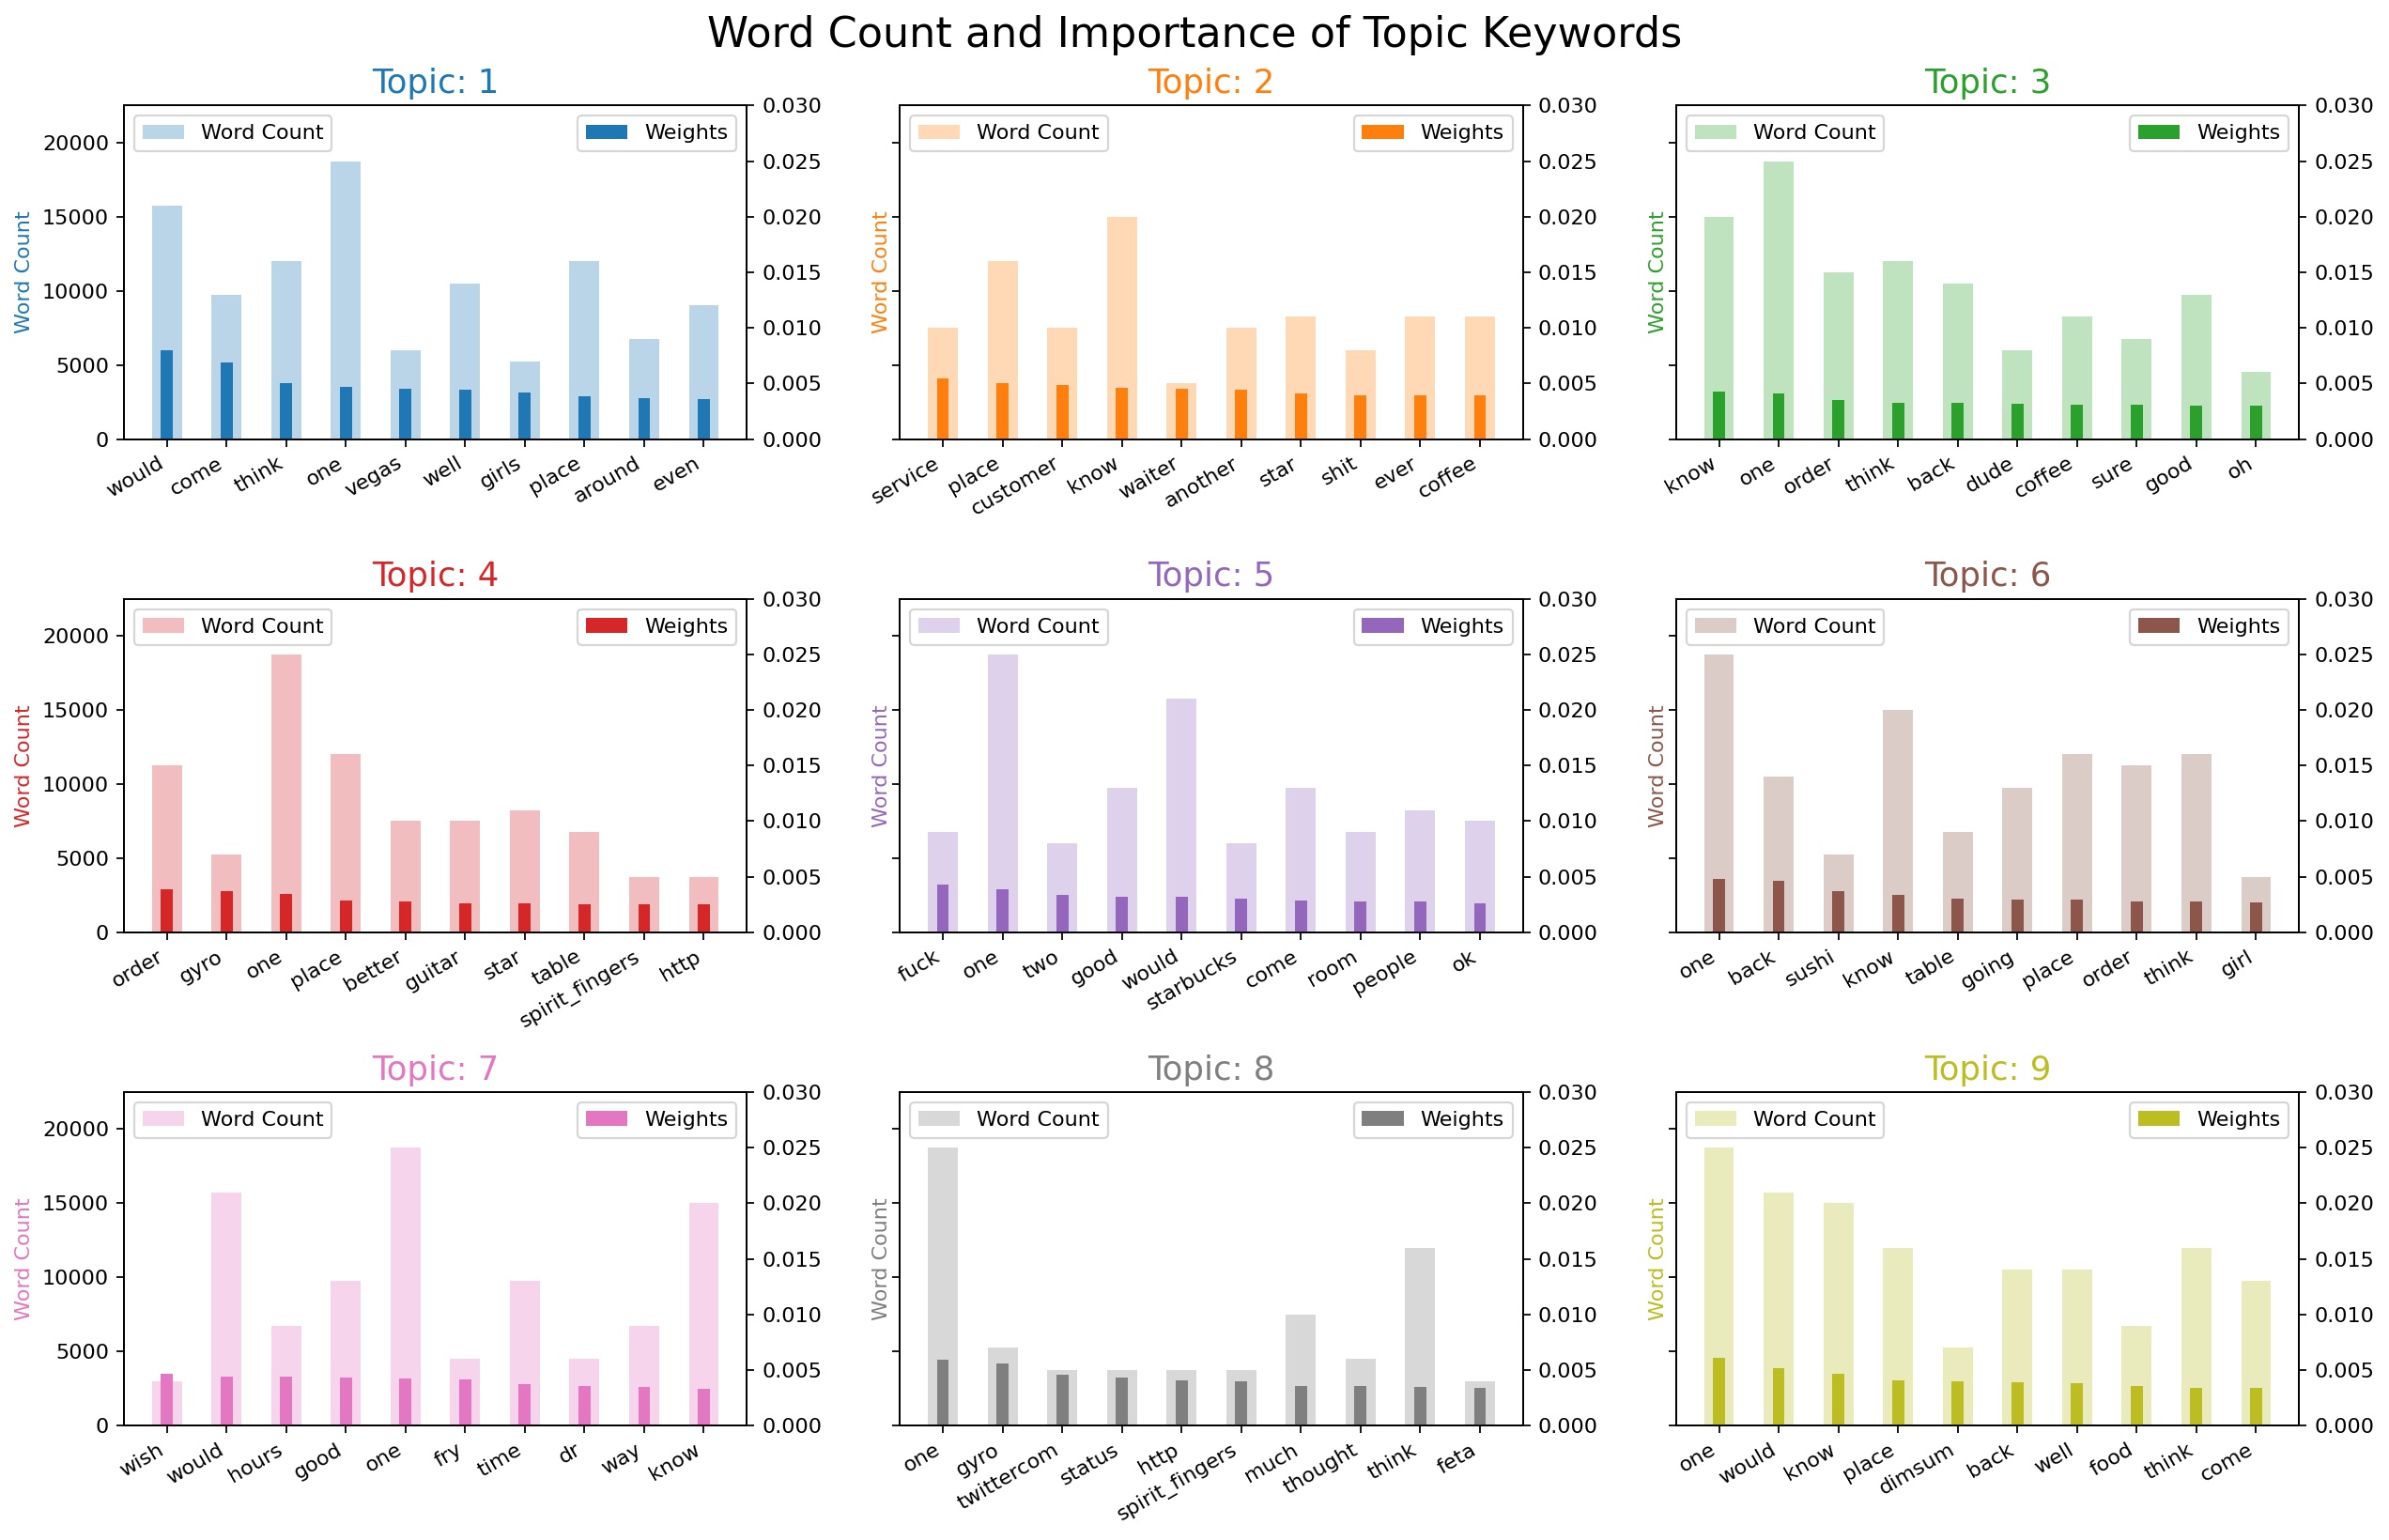 Word Count and Importance of Topic Keywords
Topic: 1
Word Count
Weights
Word Count
20000
15000
10000
5000
0
0.030
0.025
0.020
0.015
0.010
0.005
0.000
would come think one vegas well girls place around even
Topic: 2
Word Count
Weights
Word Count
0.030
0.025
0.020
0.015
0.010
0.005
0.000
service place customer know waiter another star shit ever coffee
Topic: 3
Word Count
Weights
Word Count
0.030
0.025
0.020
0.015
0.010
0.005
0.000
know one order think back dude coffee sure good oh
Topic: 4
Word Count
Weights
Word Count
20000
15000
10000
5000
0
0.030
0.025
0.020
0.015
0.010
0.005
0.000
order gyro one place better guitar star table spirit_fingers http
Topic: 5
Word Count
Weights
Word Count
0.030
0.025
0.020
0.015
0.010
0.005
0.000
fuck one two good would starbucks come room people ok
Topic: 6
Word Count
Weights
Word Count
0.030
0.025
0.020
0.015
0.010
0.005
0.000
one back sushi know table going place order think girl
Topic: 7
Word Count
Weights
Word Count
20000
15000
10000
5000
0
0.030
0.025
0.020
0.015
0.010
0.005
0.000
wish would hours good one fry time dr way know
Topic: 8
Word Count
Weights
Word Count
0.030
0.025
0.020
0.015
0.010
0.005
0.000
one gyro twittercom status http spirit_fingers much thought think feta
Topic: 9
Word Count
Weights
Word Count
0.030
0.025
0.020
0.015
0.010
0.005
0.000
one would know place dimsum back well food think come